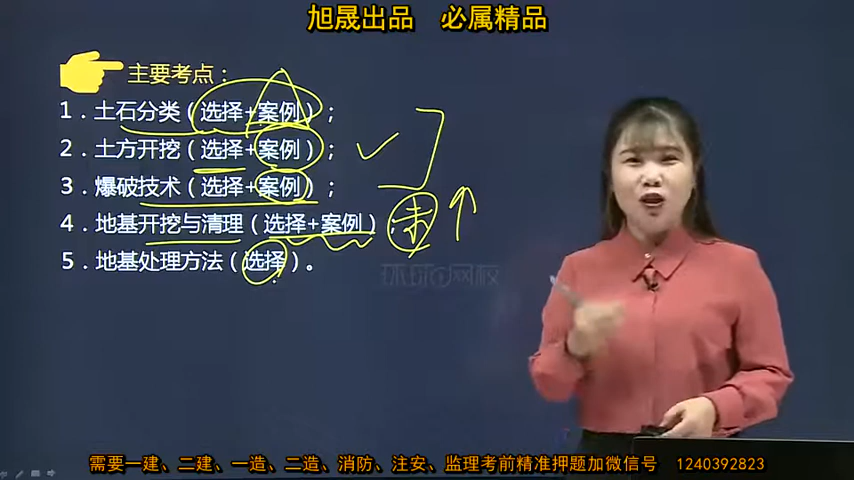 旭晟出品 必属精品
主要考点：
1．土石分类（选择+案例）；
2．土方开挖（选择+案例）；
3．爆破技术（选择+案例）；
4．地基开挖与清理（选择+案例）；
5．地基处理方法（选择）。
环球网校
需要一建、二建、一造、二造、消防、注安、监理考前精准押题加微信号 1240392823